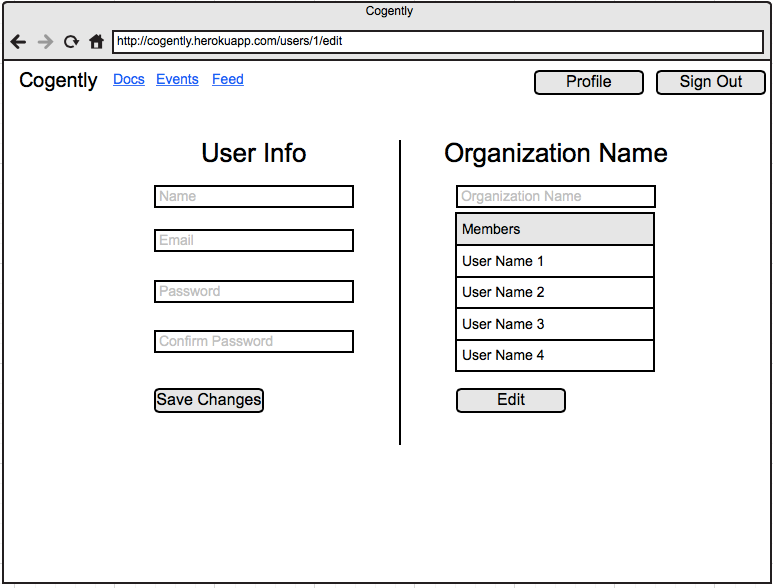 Cogently
http://cogently.herokuapp.com/users/1/edit
Cogently Docs Events Feed Profile Sign Out
User Info
Name
Email
Password
Confirm Password
Save Changes
Organization Name
Organization Name
Members
User Name 1
User Name 2
User Name 3
User Name 4
Edit